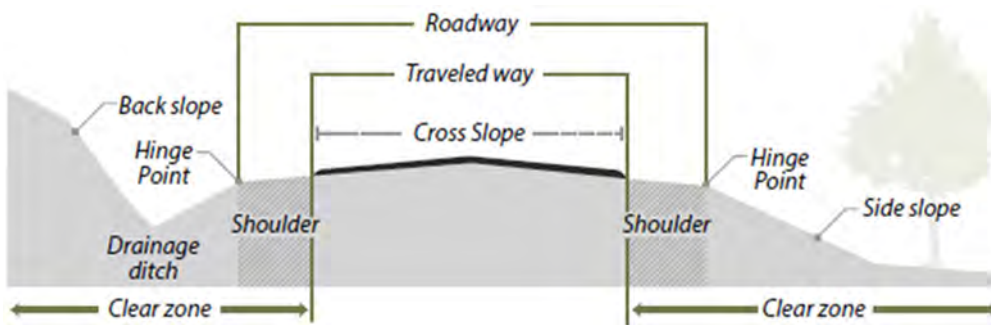 Roadway
Traveled way
Back slope
Cross Slope
Hinge
Point
Hinge
Point
Shoulder
Shoulder
Side slope
Drainage
ditch
Clear zone
Clear zone